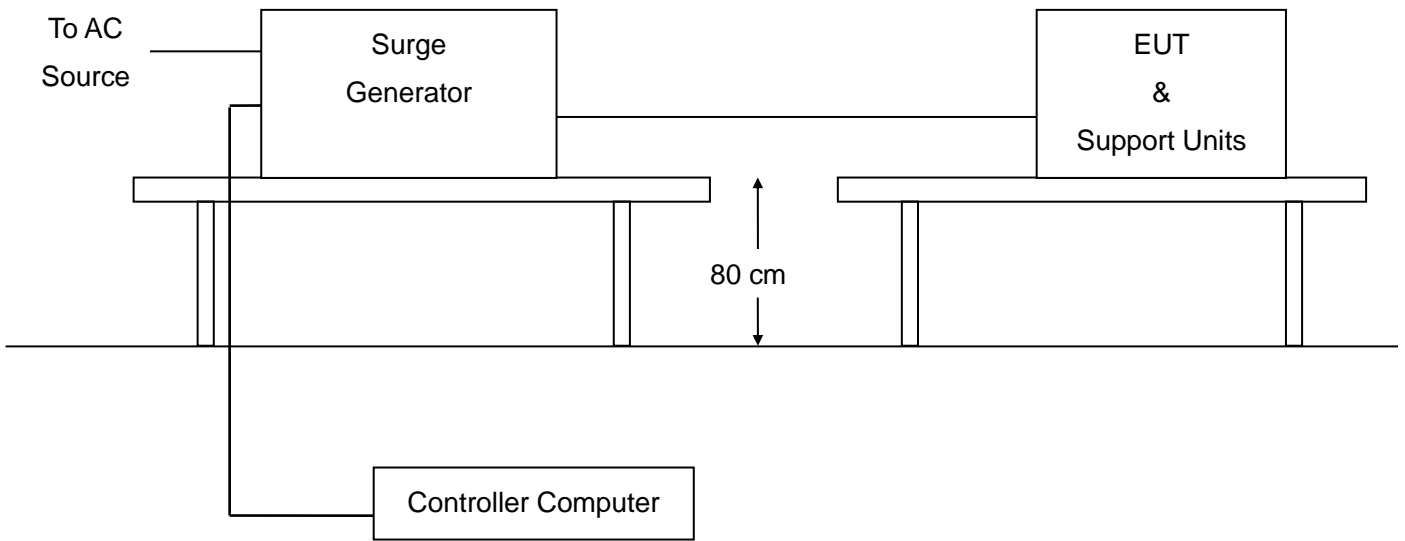 To AC
Source
Surge
Generator
EUT
&
Support Units
80 cm
Controller Computer